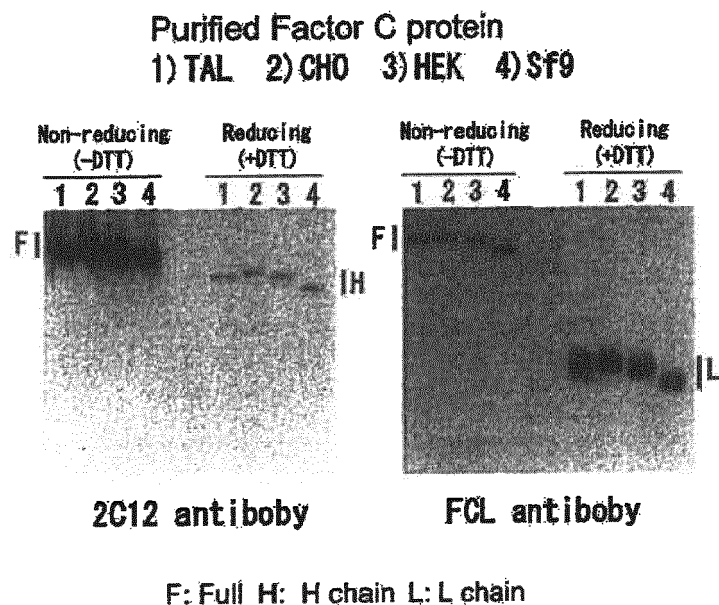 Purified Factor C protein
1) TAL 2) CHO 3) HEK 4) Sf9
Non-reducing Reducing Non-reducing Reducing
(-DTT) (+DTT) (-DTT) (+DTT)
1 2 3 4 1 2 3 4 1 2 3 4 1 2 3 4
F F
H
L
2C12 antiboby FCL antiboby
F: Full H: H chain L: L chain